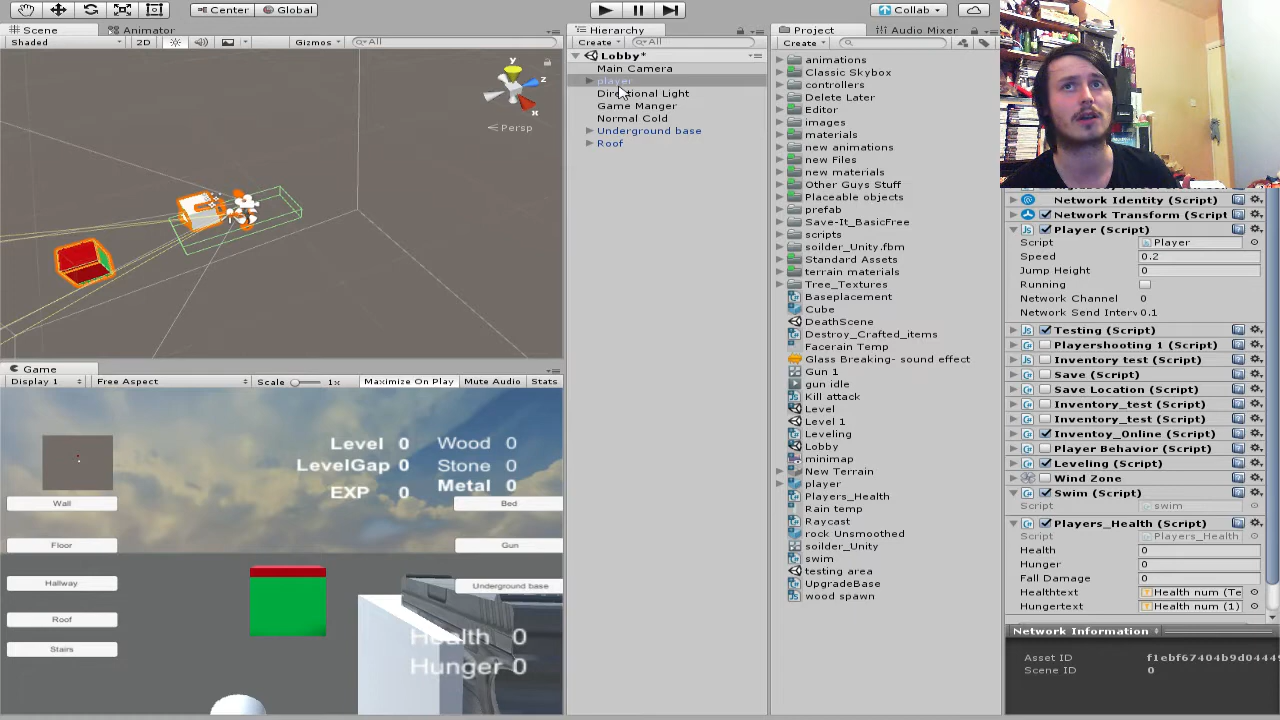 Center Global
Collab
Scene Animator
Shaded 2D Gizmos All
Persp
y z x
Hierarchy
Create All
Lobby*
Main Camera
player
Directional Light
Game Manger
Normal Cold
Underground base
Roof
Project Audio Mixer
Create
animations
Classic Skybox
controllers
Delete Later
Editor
images
materials
new animations
new Files
new materials
Other Guys Stuff
Placeable objects
prefab
Save-It_BasicFree
scripts
soilder_Unity.fbm
Standard Assets
terrain materials
Tree_Textures
Baseplacement
Cube
DeathScene
Destroy_Crafted_items
Facerain Temp
Glass Breaking- sound effect
Gun 1
gun idle
Kill attack
Level
Level 1
Leveling
Lobby
minimap
New Terrain
player
Players_Health
Rain temp
Raycast
rock Unsmoothed
soilder_Unity
swim
testing area
UpgradeBase
wood spawn
Network Identity (Script)
Network Transform (Script
Player (Script)
Script Player
Speed 0.2
Jump Height 0
Running
Network Channel 0
Network Send Interv 0.1
Testing (Script)
Playershooting 1 (Script)
Inventory test (Script)
Save (Script)
Save Location (Script)
Inventory_test (Script)
Inventory_test (Script)
Inventoy_Online (Script)
Player Behavior (Script)
Leveling (Script)
Wind Zone
Swim (Script)
Script swim
Players_Health (Script)
Script Players_Health
Health 0
Hunger 0
Fall Damage 0
Healthtext Health num (Te
Hungertext Health num (1)
Network Information
Asset ID f1ebf67404b9d0444
Scene ID 0
Game
Display 1 Free Aspect Scale 1x Maximize On Play Mute Audio Stats
Level 0 Wood 0
LevelGap 0 Stone 0
EXP 0 Metal 0
Wall Bed
Floor Gun
Hallway Underground base
Roof
Stairs
Health 0
Hunger 0